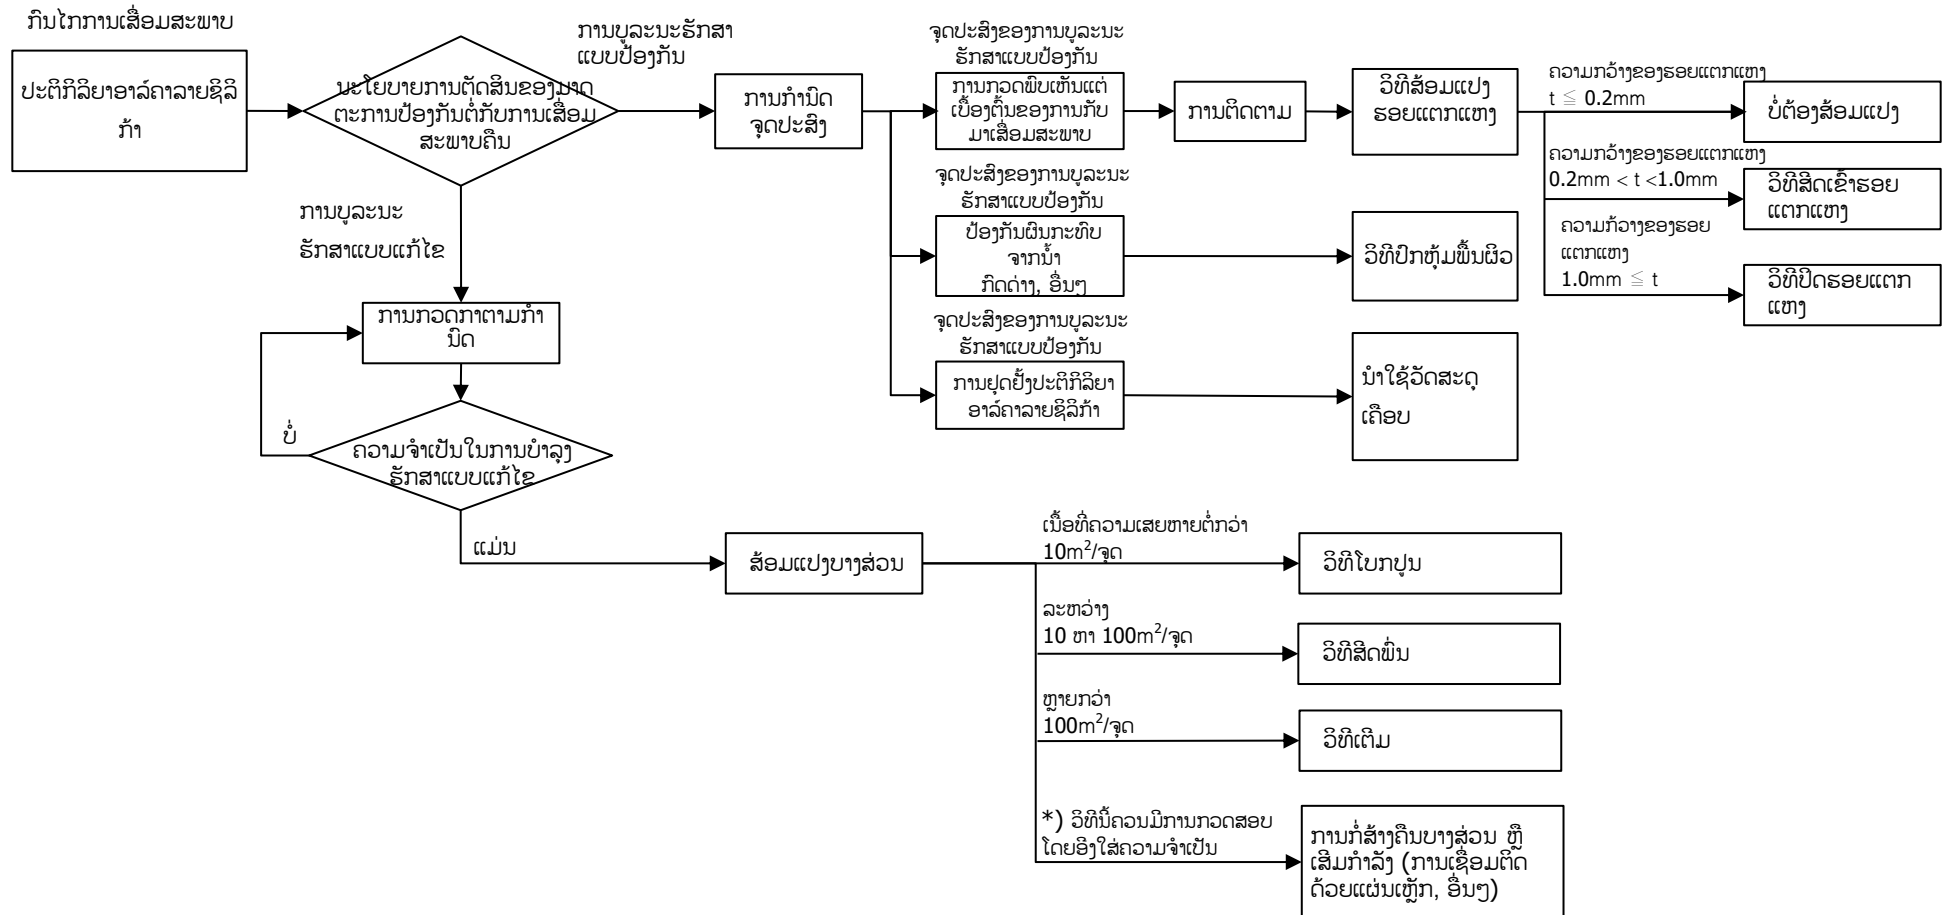 ກົນໄກການເສື່ອມສະພາບ
ປະຕິກິລິຍາອາລ໌ຄາລາຍຊິລິ
ກ້າ
ນະໂຍບາຍການຕັດສິນຂອງມາດ
ຕະການປ້ອງກັນຕໍ່ກັບການເສື່ອມ
ສະພາບຄືນ
ການບູລະນະຮັກສາ
ແບບປ້ອງກັນ
ການກຳນົດ
ຈຸດປະສົງ
ຈຸດປະສົງຂອງການບູລະນະ
ຮັກສາແບບປ້ອງກັນ
ການກວດພົບເຫັນແຕ່
ເບື້ອງຕົ້ນຂອງການກັບ
ມາເສື່ອມສະພາບ
ການຕິດຕາມ
ວິທີສ້ອມແປງ
ຮອຍແຕກແຫງ
ຄວາມກວ້າງຂອງຮອຍແຕກແຫງ
t ≦ 0.2mm
ບໍ່ຕ້ອງສ້ອມແປງ
ຄວາມກວ້າງຂອງຮອຍແຕກແຫງ
0.2mm < t <1.0mm
ວິທີສີດເຂົ້າຮອຍ
ແຕກແຫງ
ຄວາມກ້ວາງຂອງຮອຍ
ແຕກແຫງ
1.0mm ≦ t
ວິທີປິດຮອຍແຕກ
ແຫງ
ຈຸດປະສົງຂອງການບູລະນະ
ຮັກສາແບບປ້ອງກັນ
ປ້ອງກັນຜົນກະທົບ
ຈາກນ້ຳ
ກົດດ່າງ, ອື່ນໆ
ວິທີປົກຫຸ້ມພື້ນຜິວ
ຈຸດປະສົງຂອງການບູລະນະ
ຮັກສາແບບປ້ອງກັນ
ການຢຸດຢັ້ງປະຕິກິລິຍາ
ອາລ໌ຄາລາຍຊິລິກ້າ
ນຳໃຊ້ວັດສະດຸ
ເຄືອບ
ການບູລະນະ
ຮັກສາແບບແກ້ໄຂ
ການກວດກາຕາມກຳ
ນົດ
ບໍ່
ຄວາມຈຳເປັນໃນການບຳລຸງ
ຮັກສາແບບແກ້ໄຂ
ແມ່ນ
ສ້ອມແປງບາງສ່ວນ
ເນື້ອທີ່ຄວາມເສຍຫາຍຕ່ຳກວ່າ
10m²/ຈຸດ
ວິທີໂບກປູນ
ລະຫວ່າງ
10 ຫາ 100m²/ຈຸດ
ວິທີສີດພົ່ນ
ຫຼາຍກວ່າ
100m²/ຈຸດ
ວິທີເຕີມ
*) ວິທີນີ້ຄວນມີການກວດສອບ
ໂດຍອີງໃສ່ຄວາມຈຳເປັນ
ການກໍ່ສ້າງຄືນບາງສ່ວນ ຫຼື
ເສີມກຳລັງ (ການເຊື່ອມຕິດ
ດ້ວຍແຜ່ນເຫຼັກ, ອື່ນໆ)